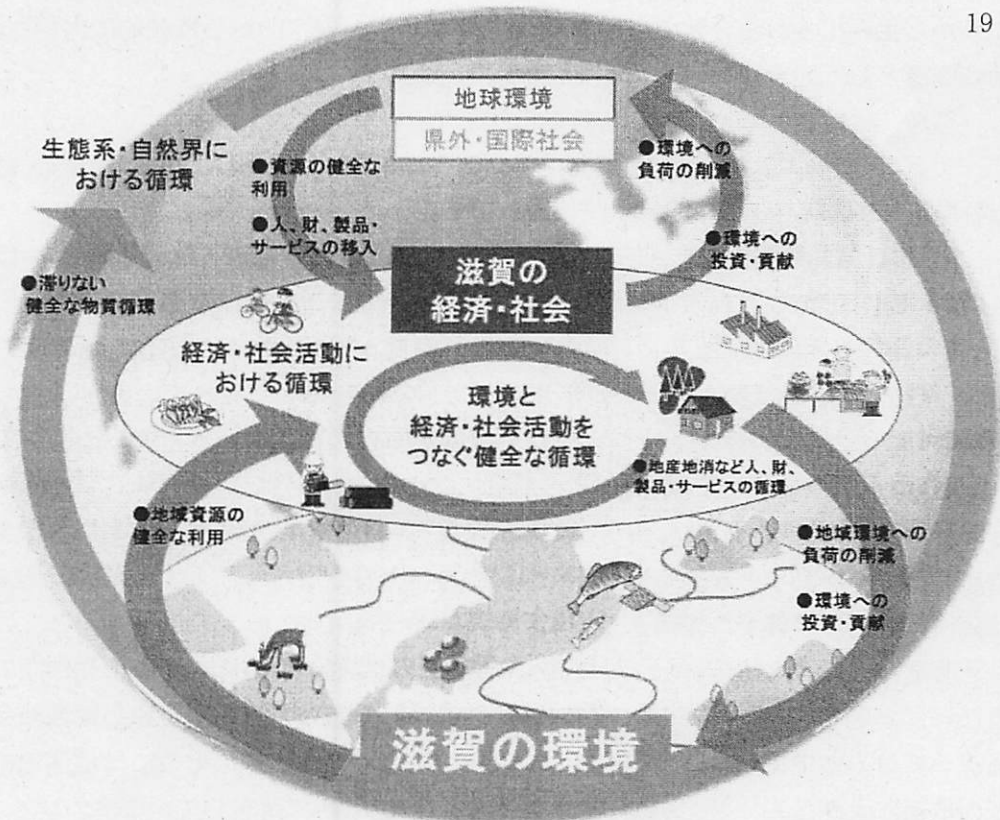 19
地球環境
県外・国際社会
生態系・自然界に
おける循環
●資源の健全な
利用
●人、財、製品・
サービスの移入
●環境への
負荷の削減
●環境への
投資・貢献
●滞りない
健全な物質循環
滋賀の
経済・社会
経済・社会活動に
おける循環
環境と
経済・社会活動を
つなぐ健全な循環
●地産地消など人、財、
製品・サービスの循環
●地域資源の
健全な利用
●地域環境への
負荷の削減
●環境への
投資・貢献
滋賀の環境